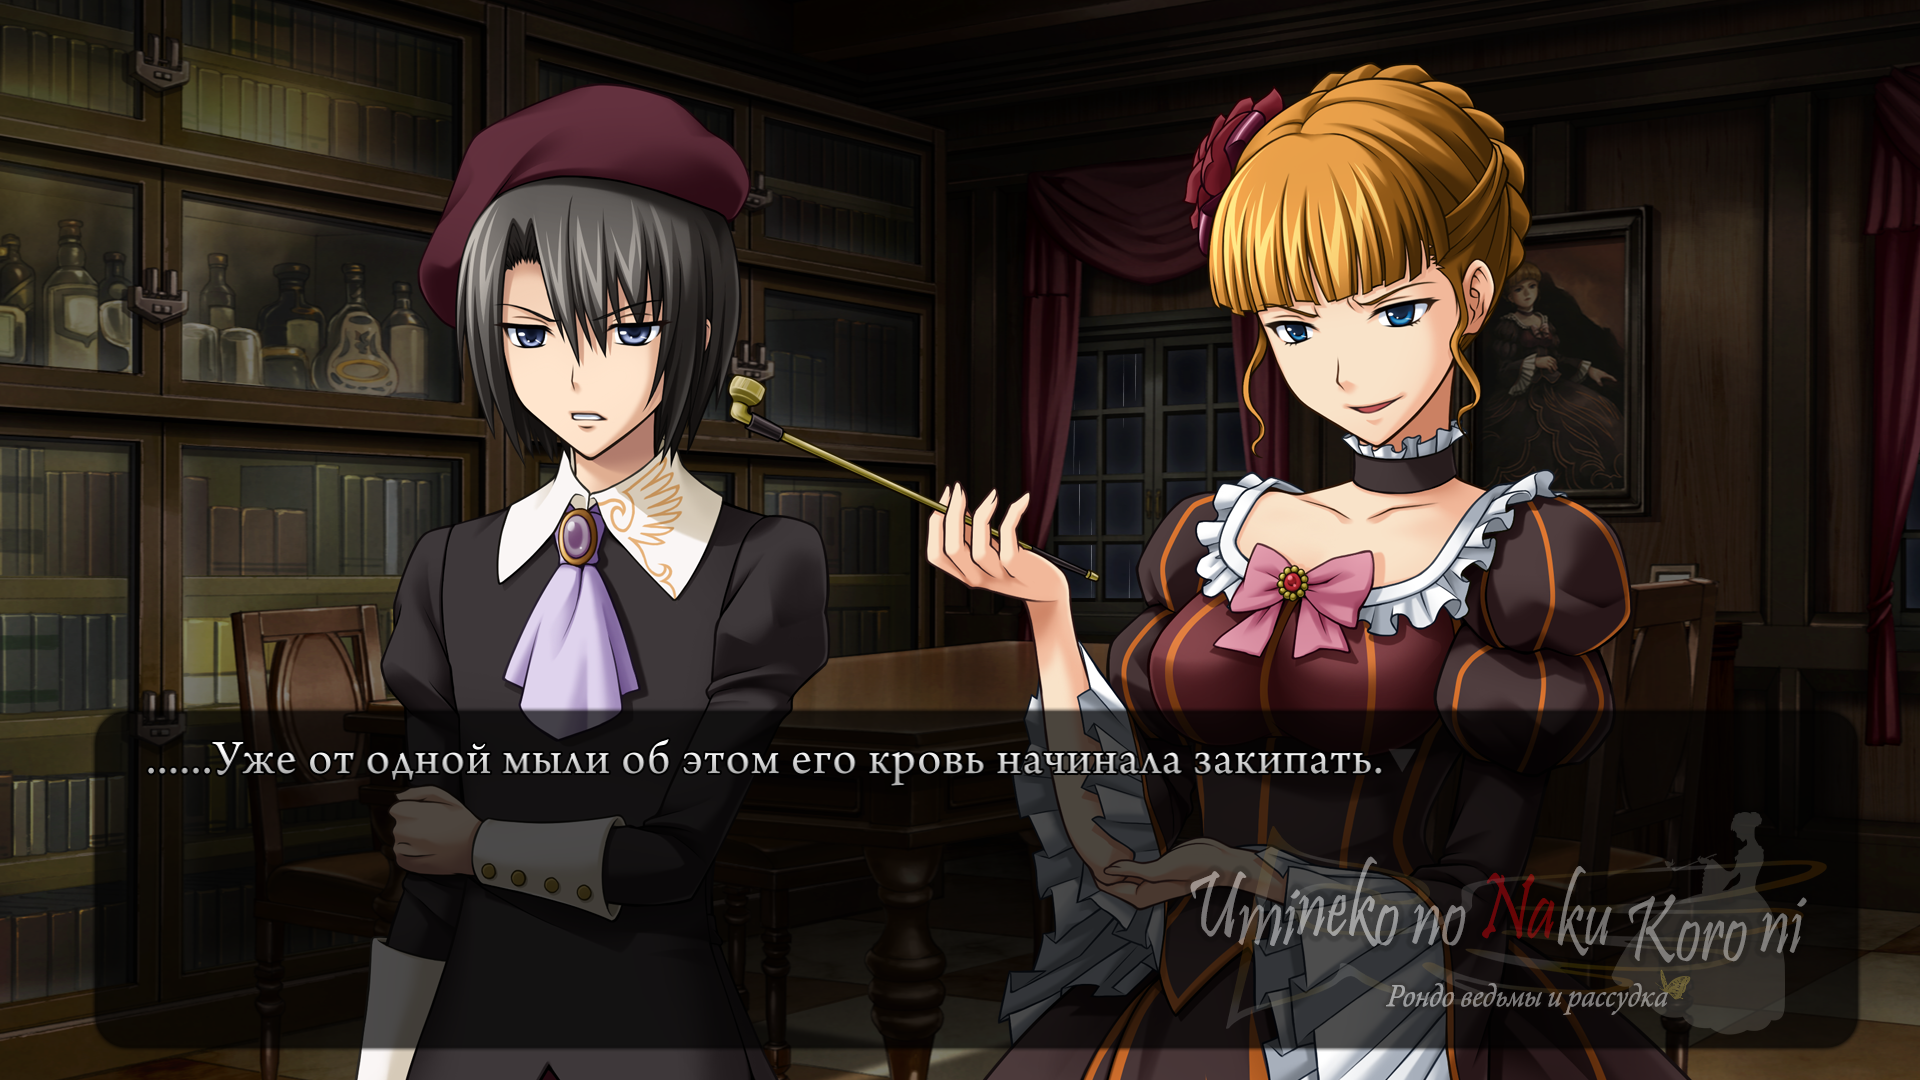 ......Уже от одной мыли об этом его кровь начинала закипать.
Umineko no Naku Koro ni
Рондо ведьмы и рассудка